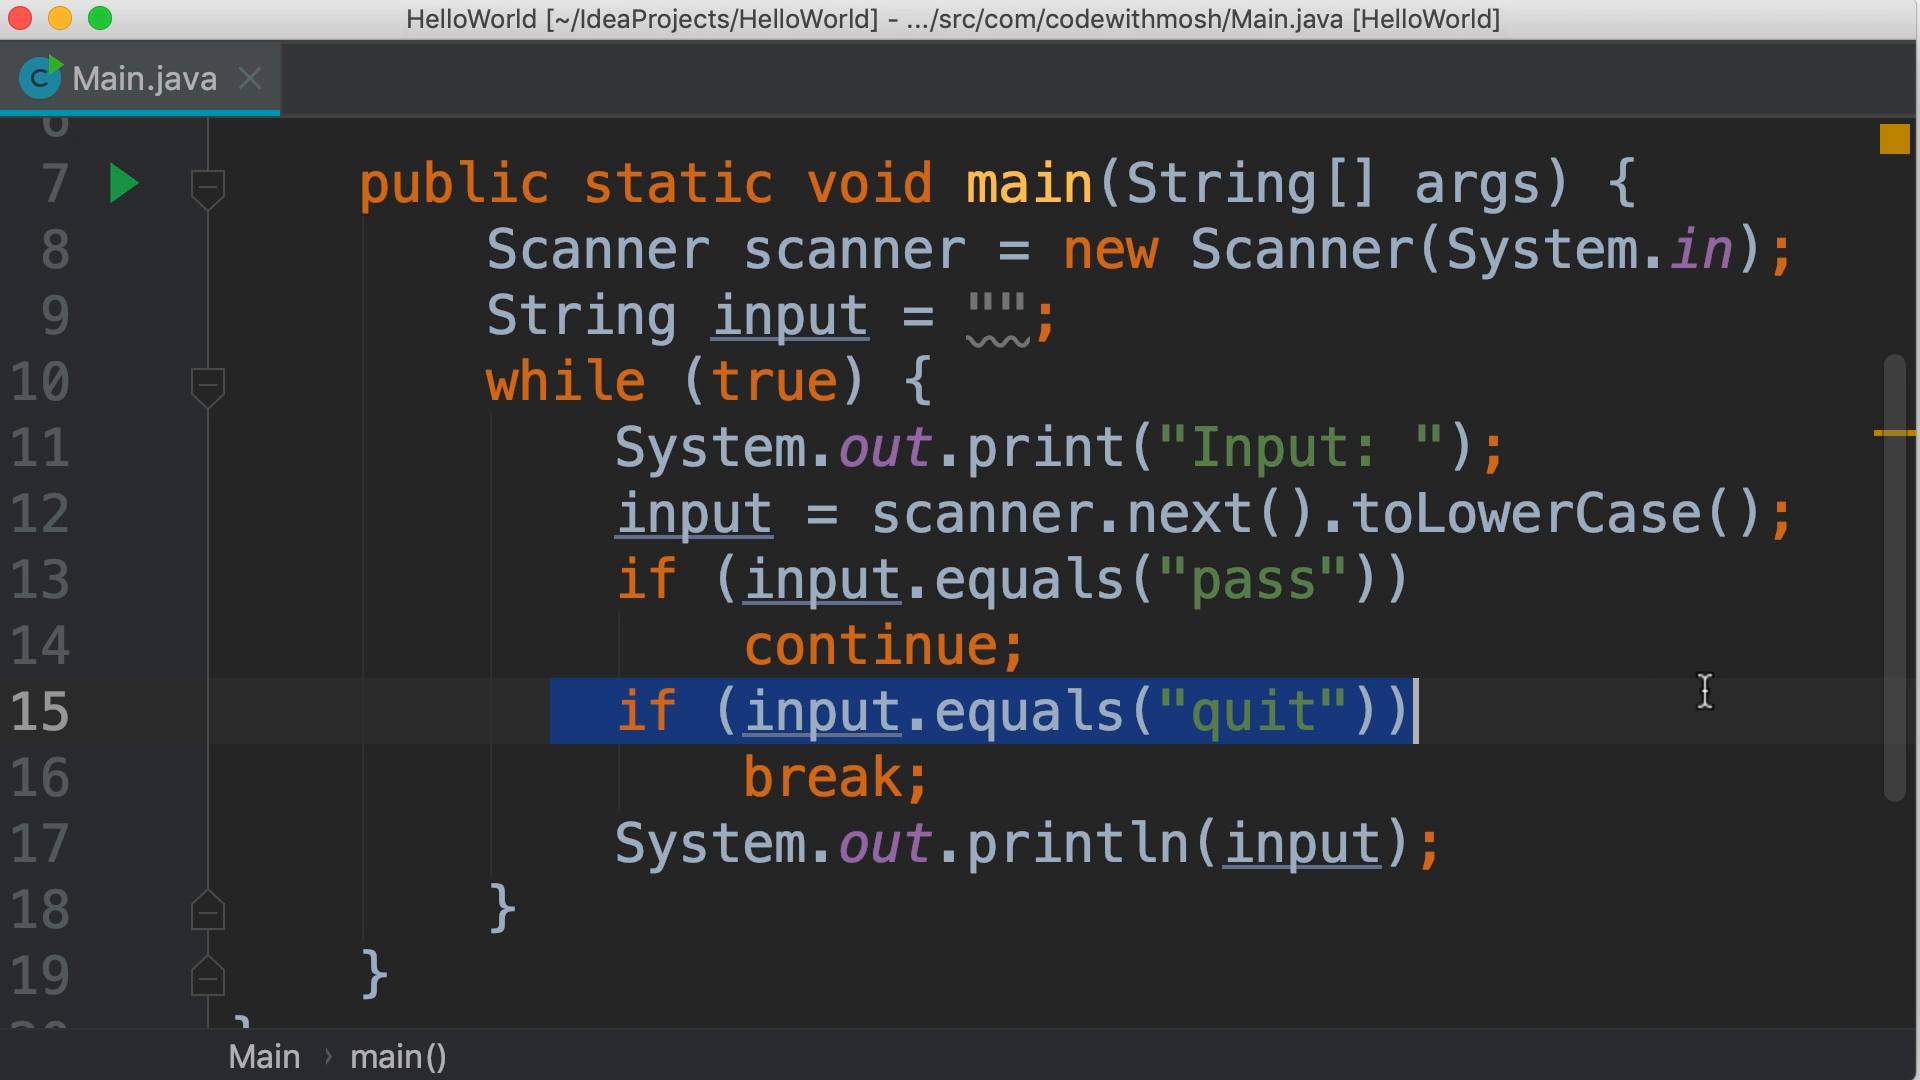 HelloWorld [~/IdeaProjects/HelloWorld] - .../src/com/codewithmosh/Main.java [HelloWorld]
C Main.java
7 public static void main(String[] args) {
8 Scanner scanner = new Scanner(System.in);
9 String input = "";
10 while (true) {
11 System.out.print("Input: ");
12 input = scanner.next().toLowerCase();
13 if (input.equals("pass"))
14 continue;
15 if (input.equals("quit"))
16 break;
17 System.out.println(input);
18 }
19 }
Main › main()